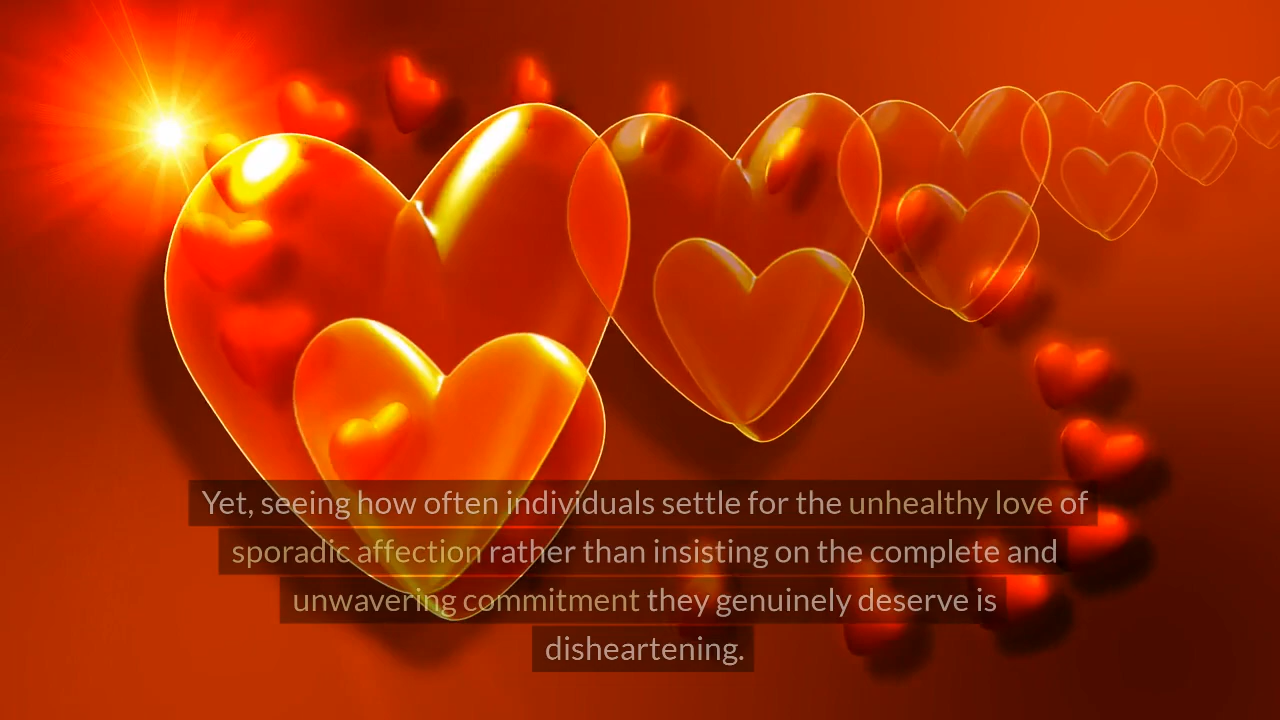 Yet, seeing how often individuals settle for the unhealthy love of
sporadic affection rather than insisting on the complete and
unwavering commitment they genuinely deserve is
disheartening.